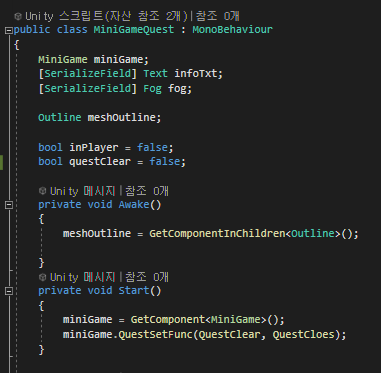 Unity 스크립트(자산 참조 2개)|참조 0개
public class MiniGameQuest : MonoBehaviour
{
MiniGame miniGame;
[SerializeField] Text infoTxt;
[SerializeField] Fog fog;
Outline meshOutline;
bool inPlayer = false;
bool questClear = false;
Unity 메시지|참조 0개
private void Awake()
{
meshOutline = GetComponentInChildren<Outline>();
}
Unity 메시지|참조 0개
private void Start()
{
miniGame = GetComponent<MiniGame>();
miniGame.QuestSetFunc(QuestClear, QuestCloes);
}